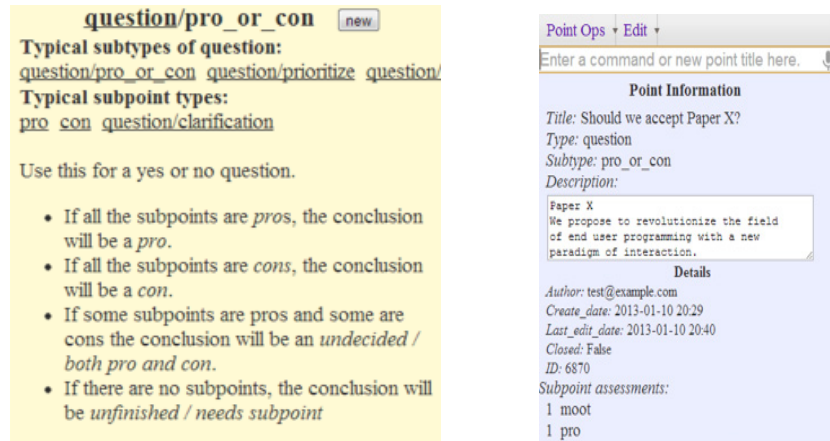 question/pro_or_con new
Typical subtypes of question:
question/pro_or_con question/prioritize question/
Typical subpoint types:
pro con question/clarification
Use this for a yes or no question.
• If all the subpoints are pros, the conclusion
will be a pro.
• If all the subpoints are cons, the conclusion
will be a con.
• If some subpoints are pros and some are
cons the conclusion will be an undecided /
both pro and con.
• If there are no subpoints, the conclusion will
be unfinished / needs subpoint
Point Ops Edit
Enter a command or new point title here.
Point Information
Title: Should we accept Paper X?
Type: question
Subtype: pro_or_con
Description:
Paper X
We propose to revolutionize the field
of end user programming with a new
paradigm of interaction.
Details
Author: test@example.com
Create_date: 2013-01-10 20:29
Last_edit_date: 2013-01-10 20:40
Closed: False
ID: 6870
Subpoint assessments:
1 moot
1 pro